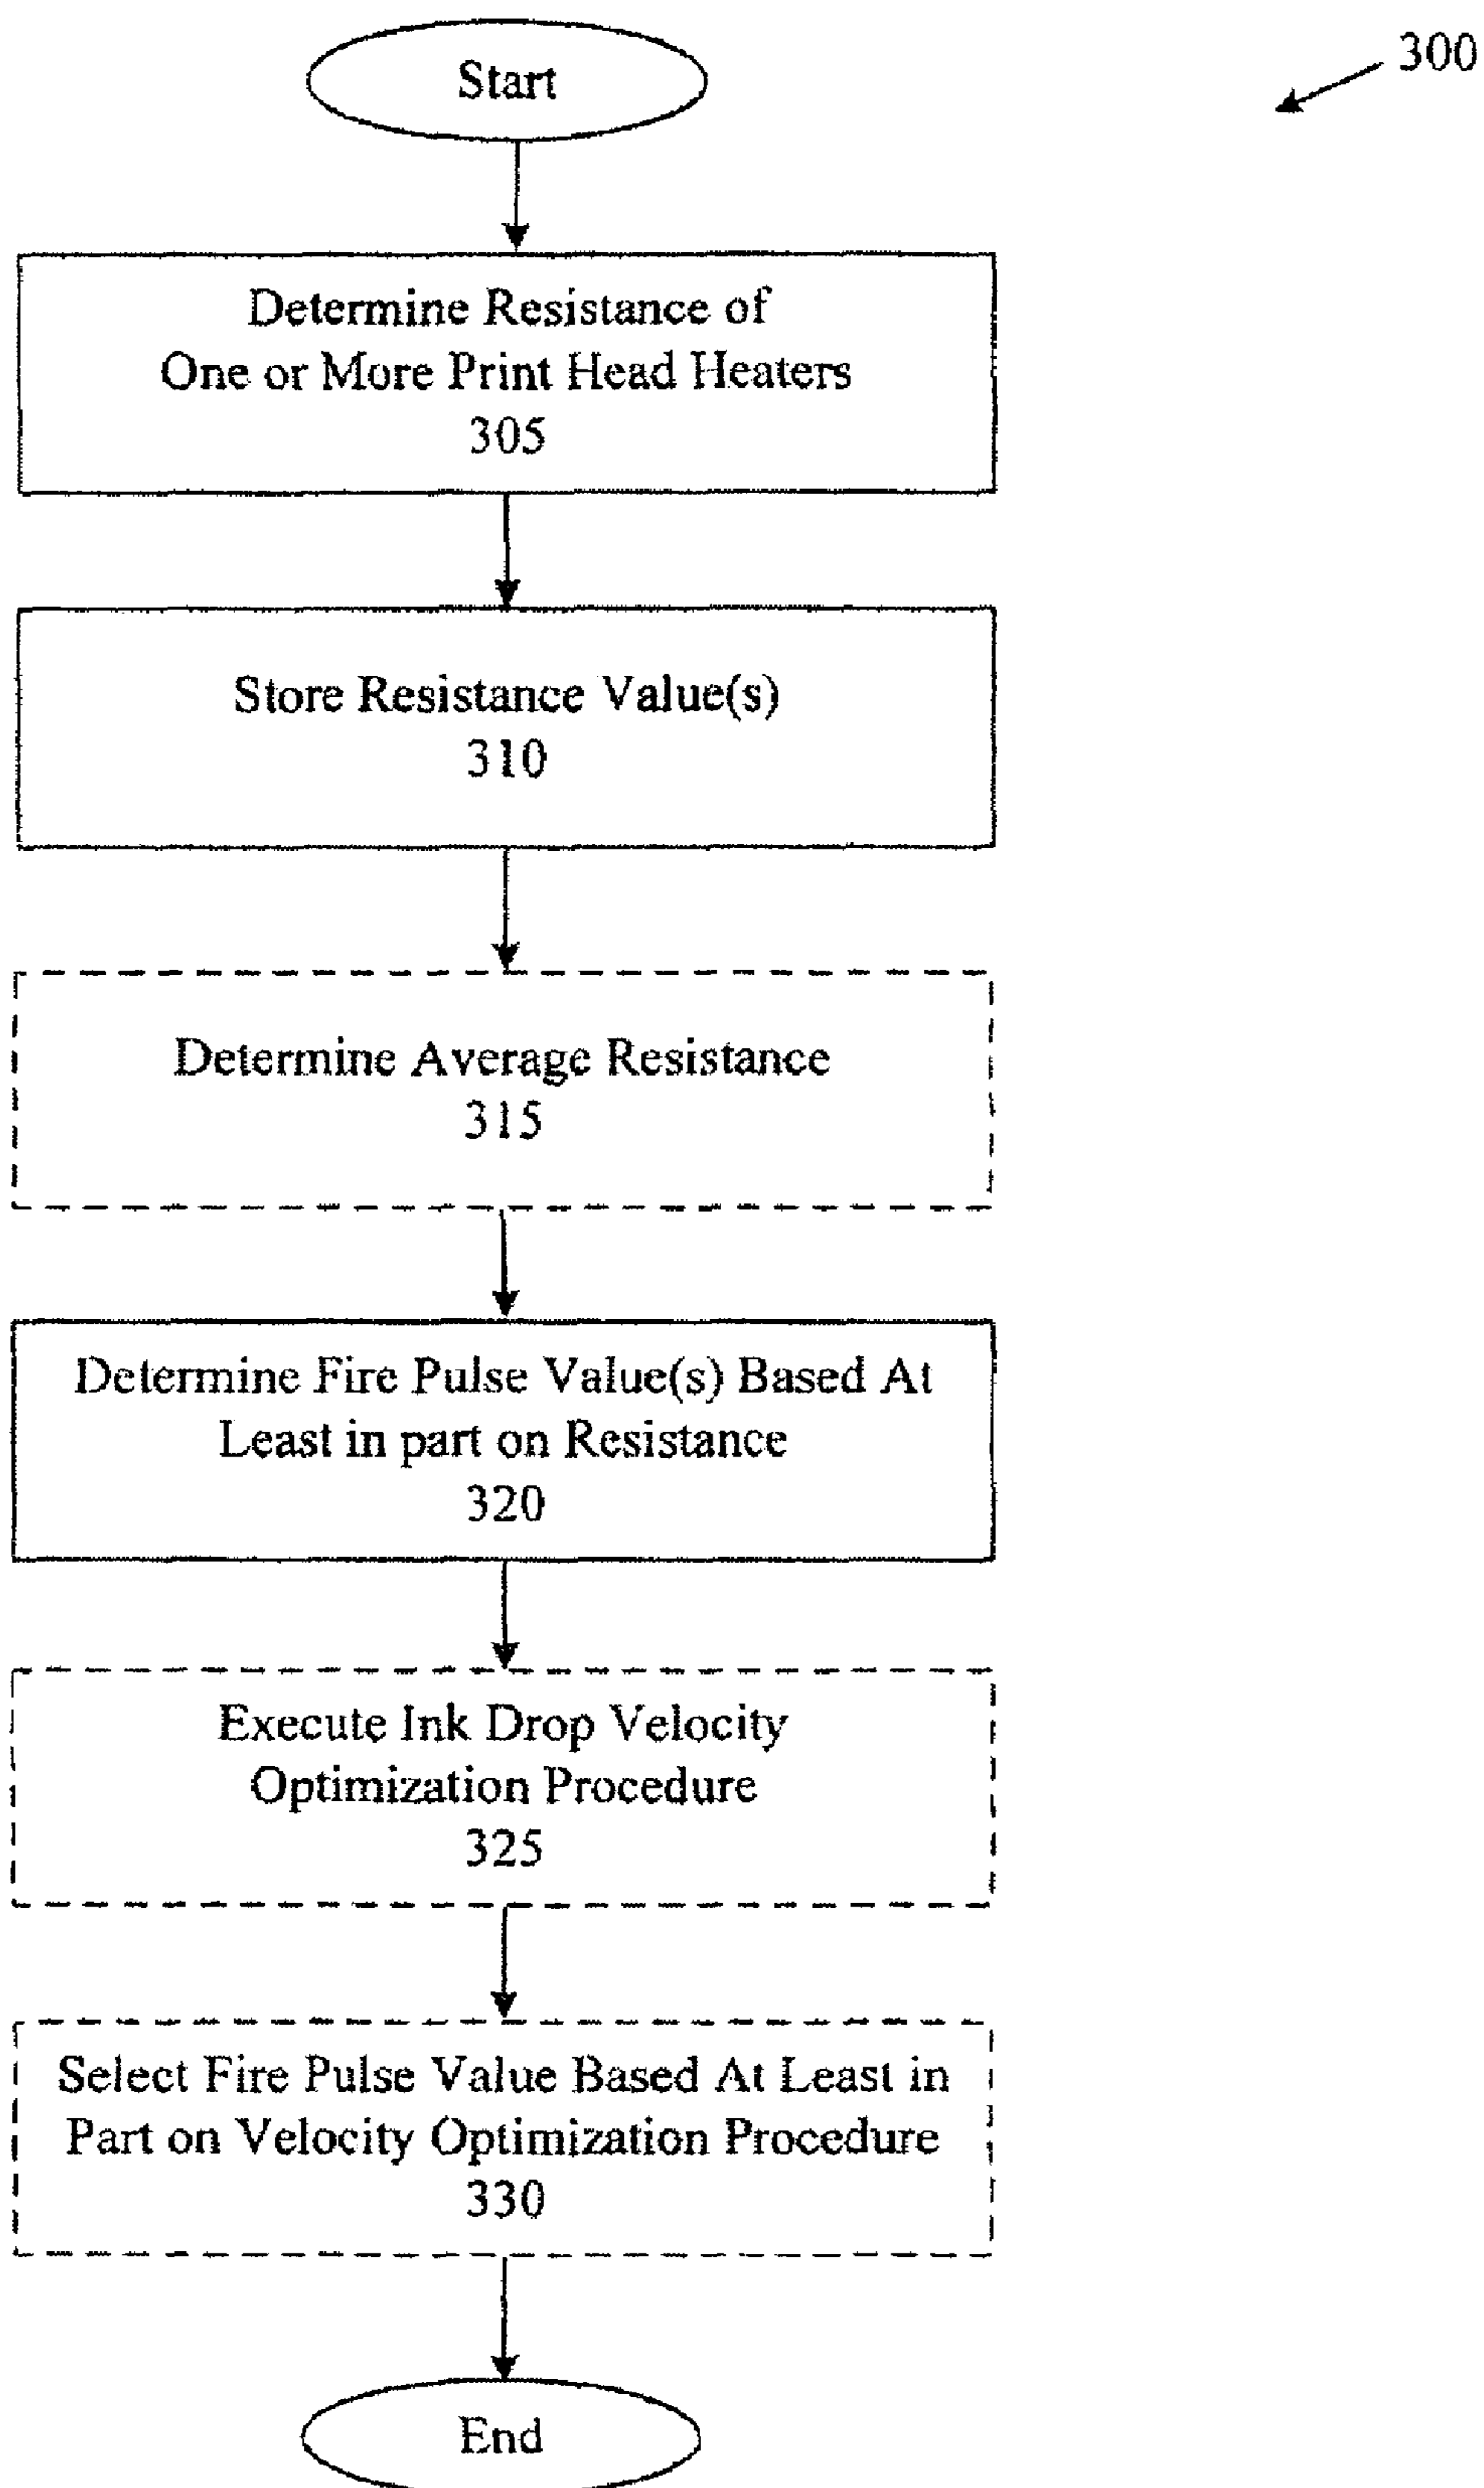 Start
300
Determine Resistance of
One or More Print Head Heaters
305
Store Resistance Value(s)
310
Determine Average Resistance
315
Determine Fire Pulse Value(s) Based At
Least in part on Resistance
320
Execute Ink Drop Velocity
Optimization Procedure
325
Select Fire Pulse Value Based At Least in
Part on Velocity Optimization Procedure
330
End